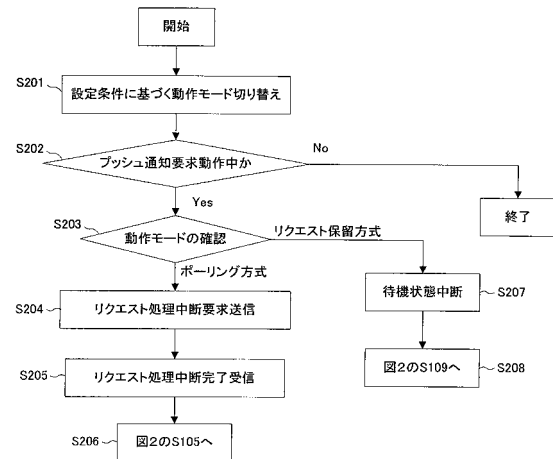 開始
S201
設定条件に基づく動作モード切り替え
S202
プッシュ通知要求動作中か
No
Yes
終了
S203
動作モードの確認
リクエスト保留方式
ポーリング方式
S204
リクエスト処理中断要求送信
待機状態中断
S207
S205
リクエスト処理中断完了受信
図2のS109へ
S208
S206
図2のS105へ